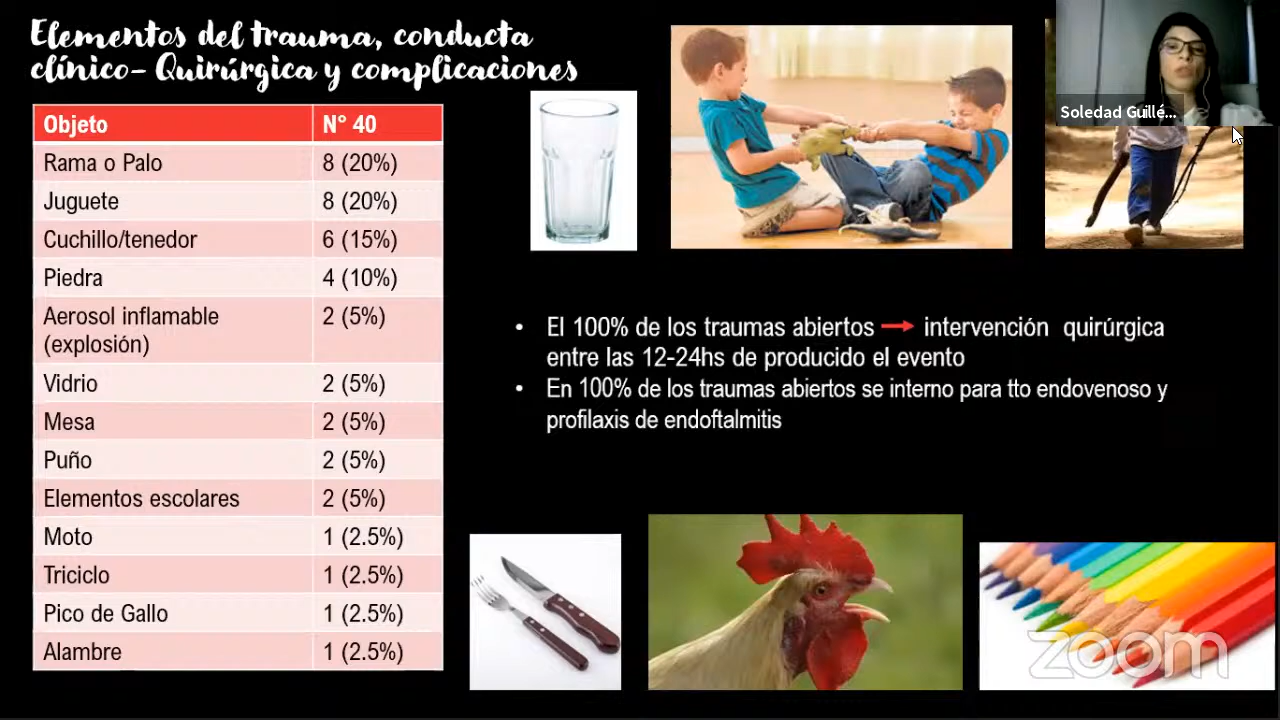 Elementos del trauma, conducta
clínico- Quirúrgica y complicaciones
Objeto N° 40
Rama o Palo 8 (20%)
Juguete 8 (20%)
Cuchillo/tenedor 6 (15%)
Piedra 4 (10%)
Aerosol inflamable 2 (5%)
(explosión)
Vidrio 2 (5%)
Mesa 2 (5%)
Puño 2 (5%)
Elementos escolares 2 (5%)
Moto 1 (2.5%)
Triciclo 1 (2.5%)
Pico de Gallo 1 (2.5%)
Alambre 1 (2.5%)
Soledad Guillé...
• El 100% de los traumas abiertos → intervención quirúrgica
entre las 12-24hs de producido el evento
• En 100% de los traumas abiertos se interno para tto endovenoso y
profilaxis de endoftalmitis
zoom